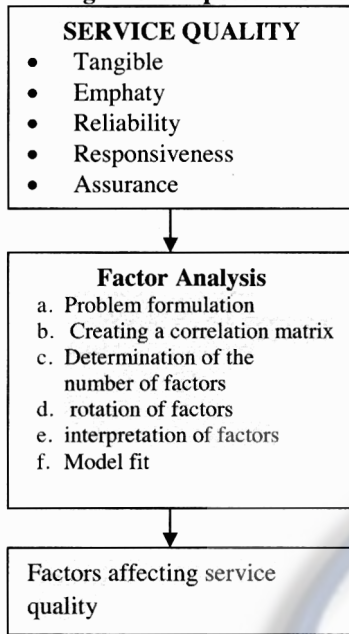 SERVICE QUALITY
• Tangible
• Emphaty
• Reliability
• Responsiveness
• Assurance
Factor Analysis
a. Problem formulation
b. Creating a correlation matrix
c. Determination of the
number of factors
d. rotation of factors
e. interpretation of factors
f. Model fit
Factors affecting service
quality